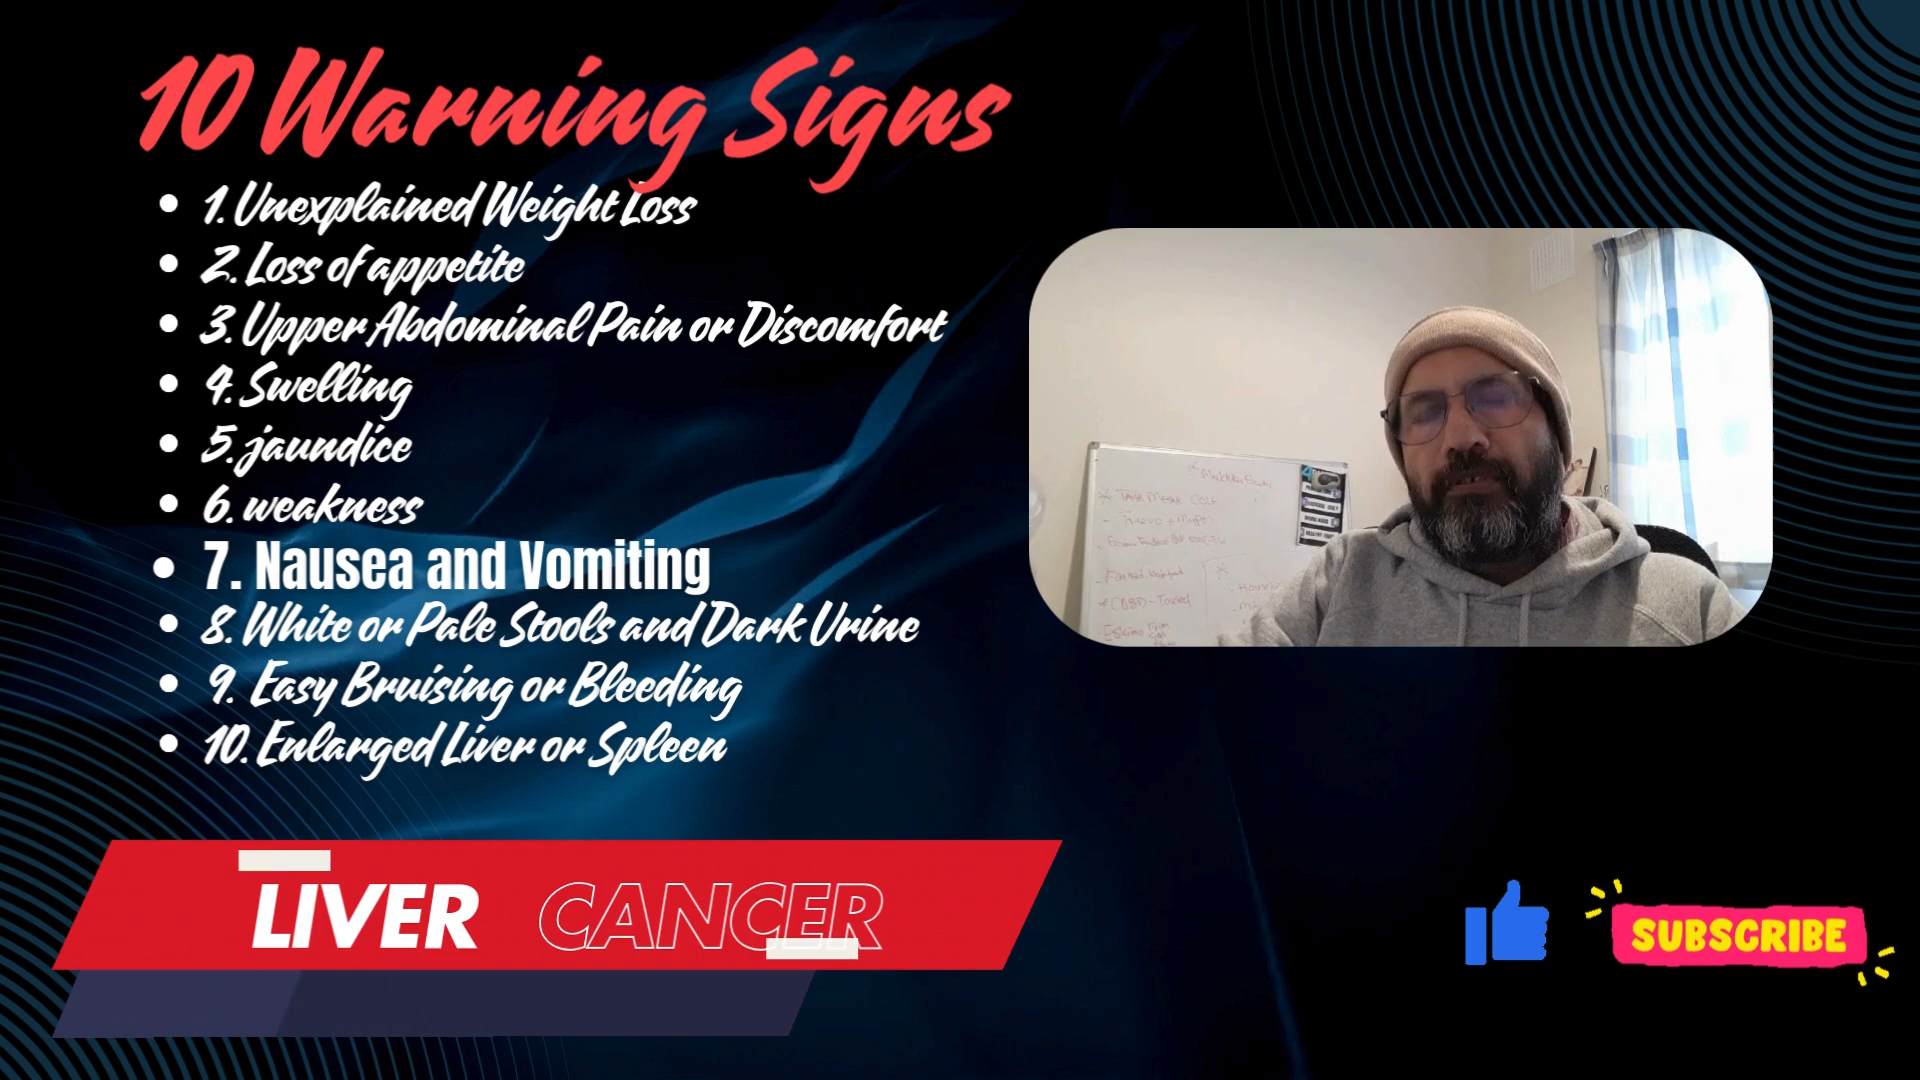 10 Warning Signs
• 1. Unexplained Weight Loss
• 2. Loss of appetite
• 3. Upper Abdominal Pain or Discomfort
• 4. Swelling
• 5. jaundice
• 6. weakness
• 7. Nausea and Vomiting
• 8. White or Pale Stools and Dark Urine
• 9. Easy Bruising or Bleeding
• 10. Enlarged Liver or Spleen
LIVER CANCER
SUBSCRIBE